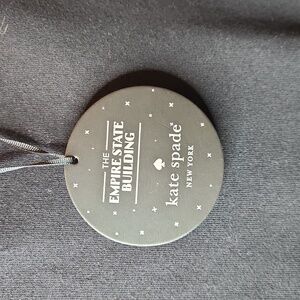 THE
EMPIRE STATE
BUILDING
kate spade
NEW YORK